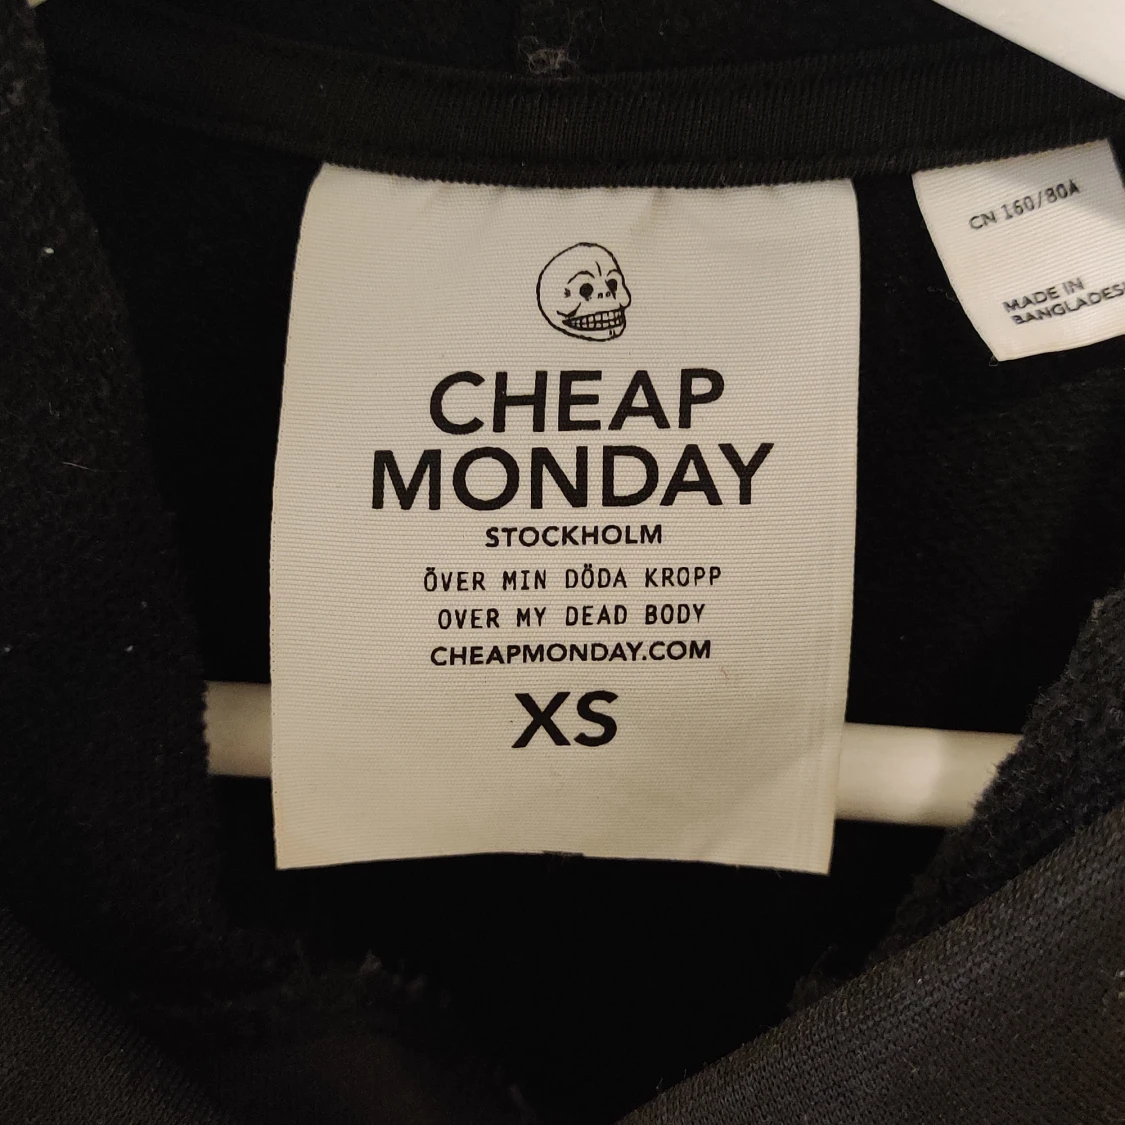 CHEAP
MONDAY
STOCKHOLM
ÖVER MIN DÖDA KROPP
OVER MY DEAD BODY
CHEAPMONDAY.COM
XS
CN 160/80A
MADE IN
BANGLADES